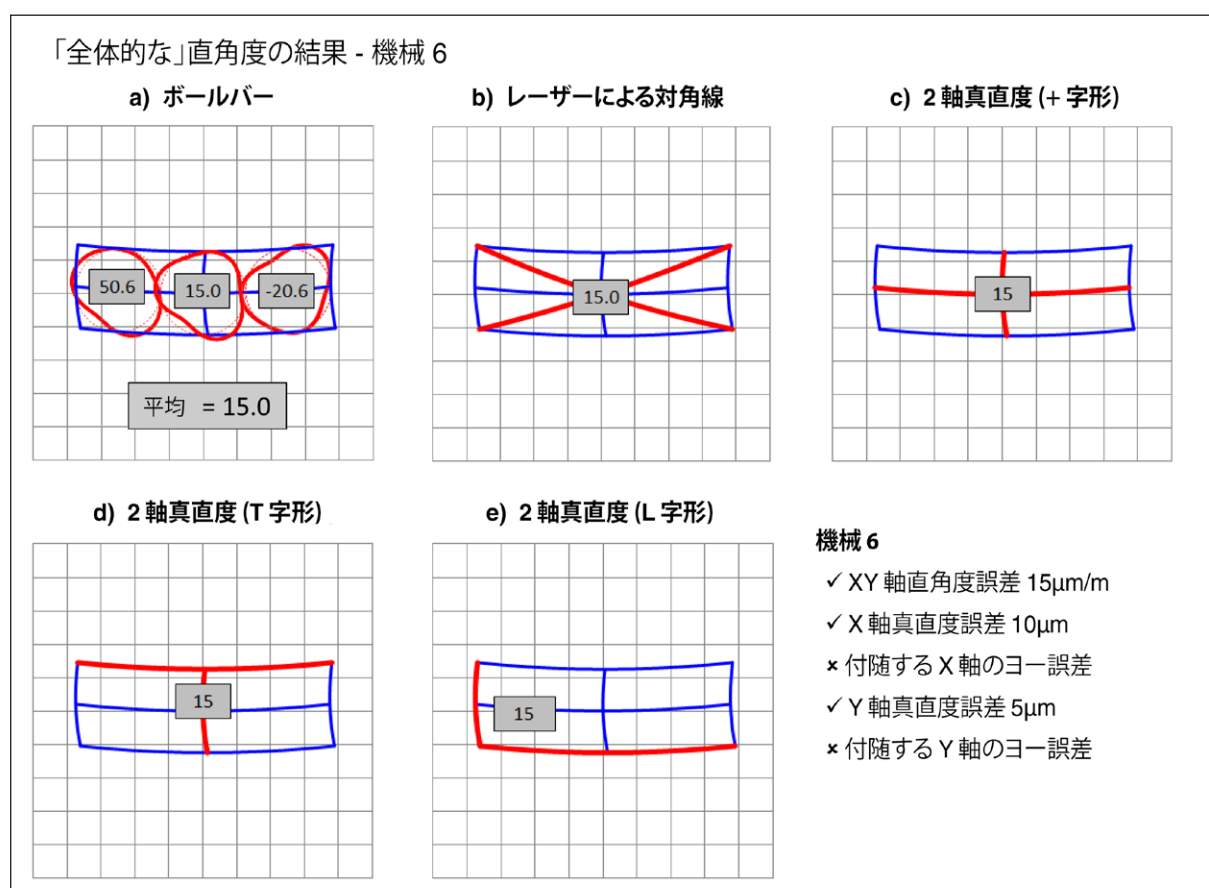 「全体的な」直角度の結果 - 機械 6
a) ボールバー
b) レーザーによる対角線
c) 2 軸真直度 (+ 字形)
50.6
15.0
-20.6
平均 = 15.0
15.0
15
d) 2 軸真直度 (T 字形)
e) 2 軸真直度 (L 字形)
15
15
機械 6
✓ XY 軸直角度誤差 15µm/m
✓ X 軸真直度誤差 10µm
× 付随する X 軸のヨー誤差
✓ Y 軸真直度誤差 5µm
× 付随する Y 軸のヨー誤差